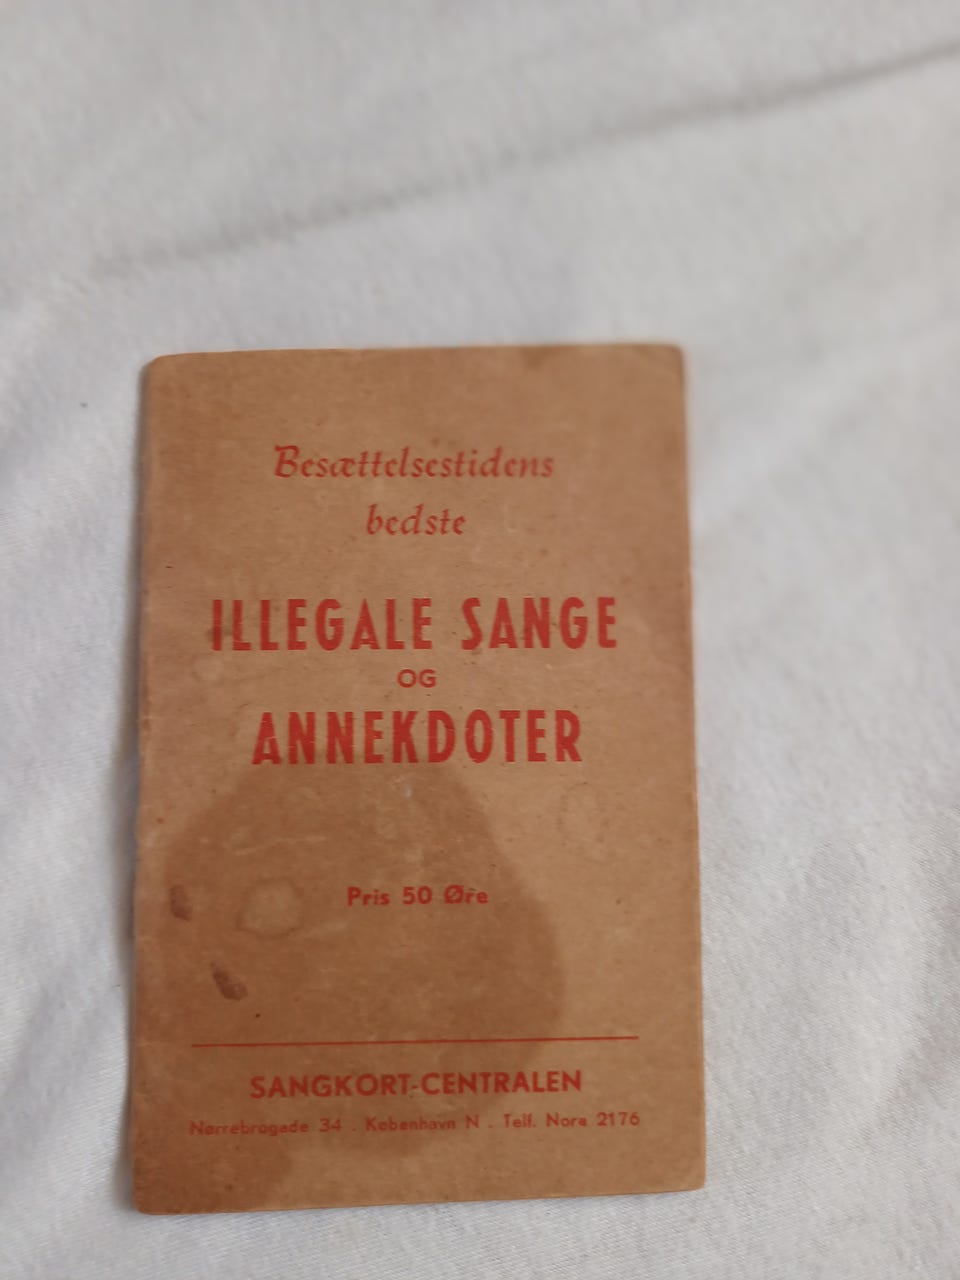 Besættelsestidens
bedste
ILLEGALE SANGE
OG
ANNEKDOTER
Pris 50 Øre
SANGKORT-CENTRALEN
Nørrebrogade 34 . København N . Telf. Nora 2176